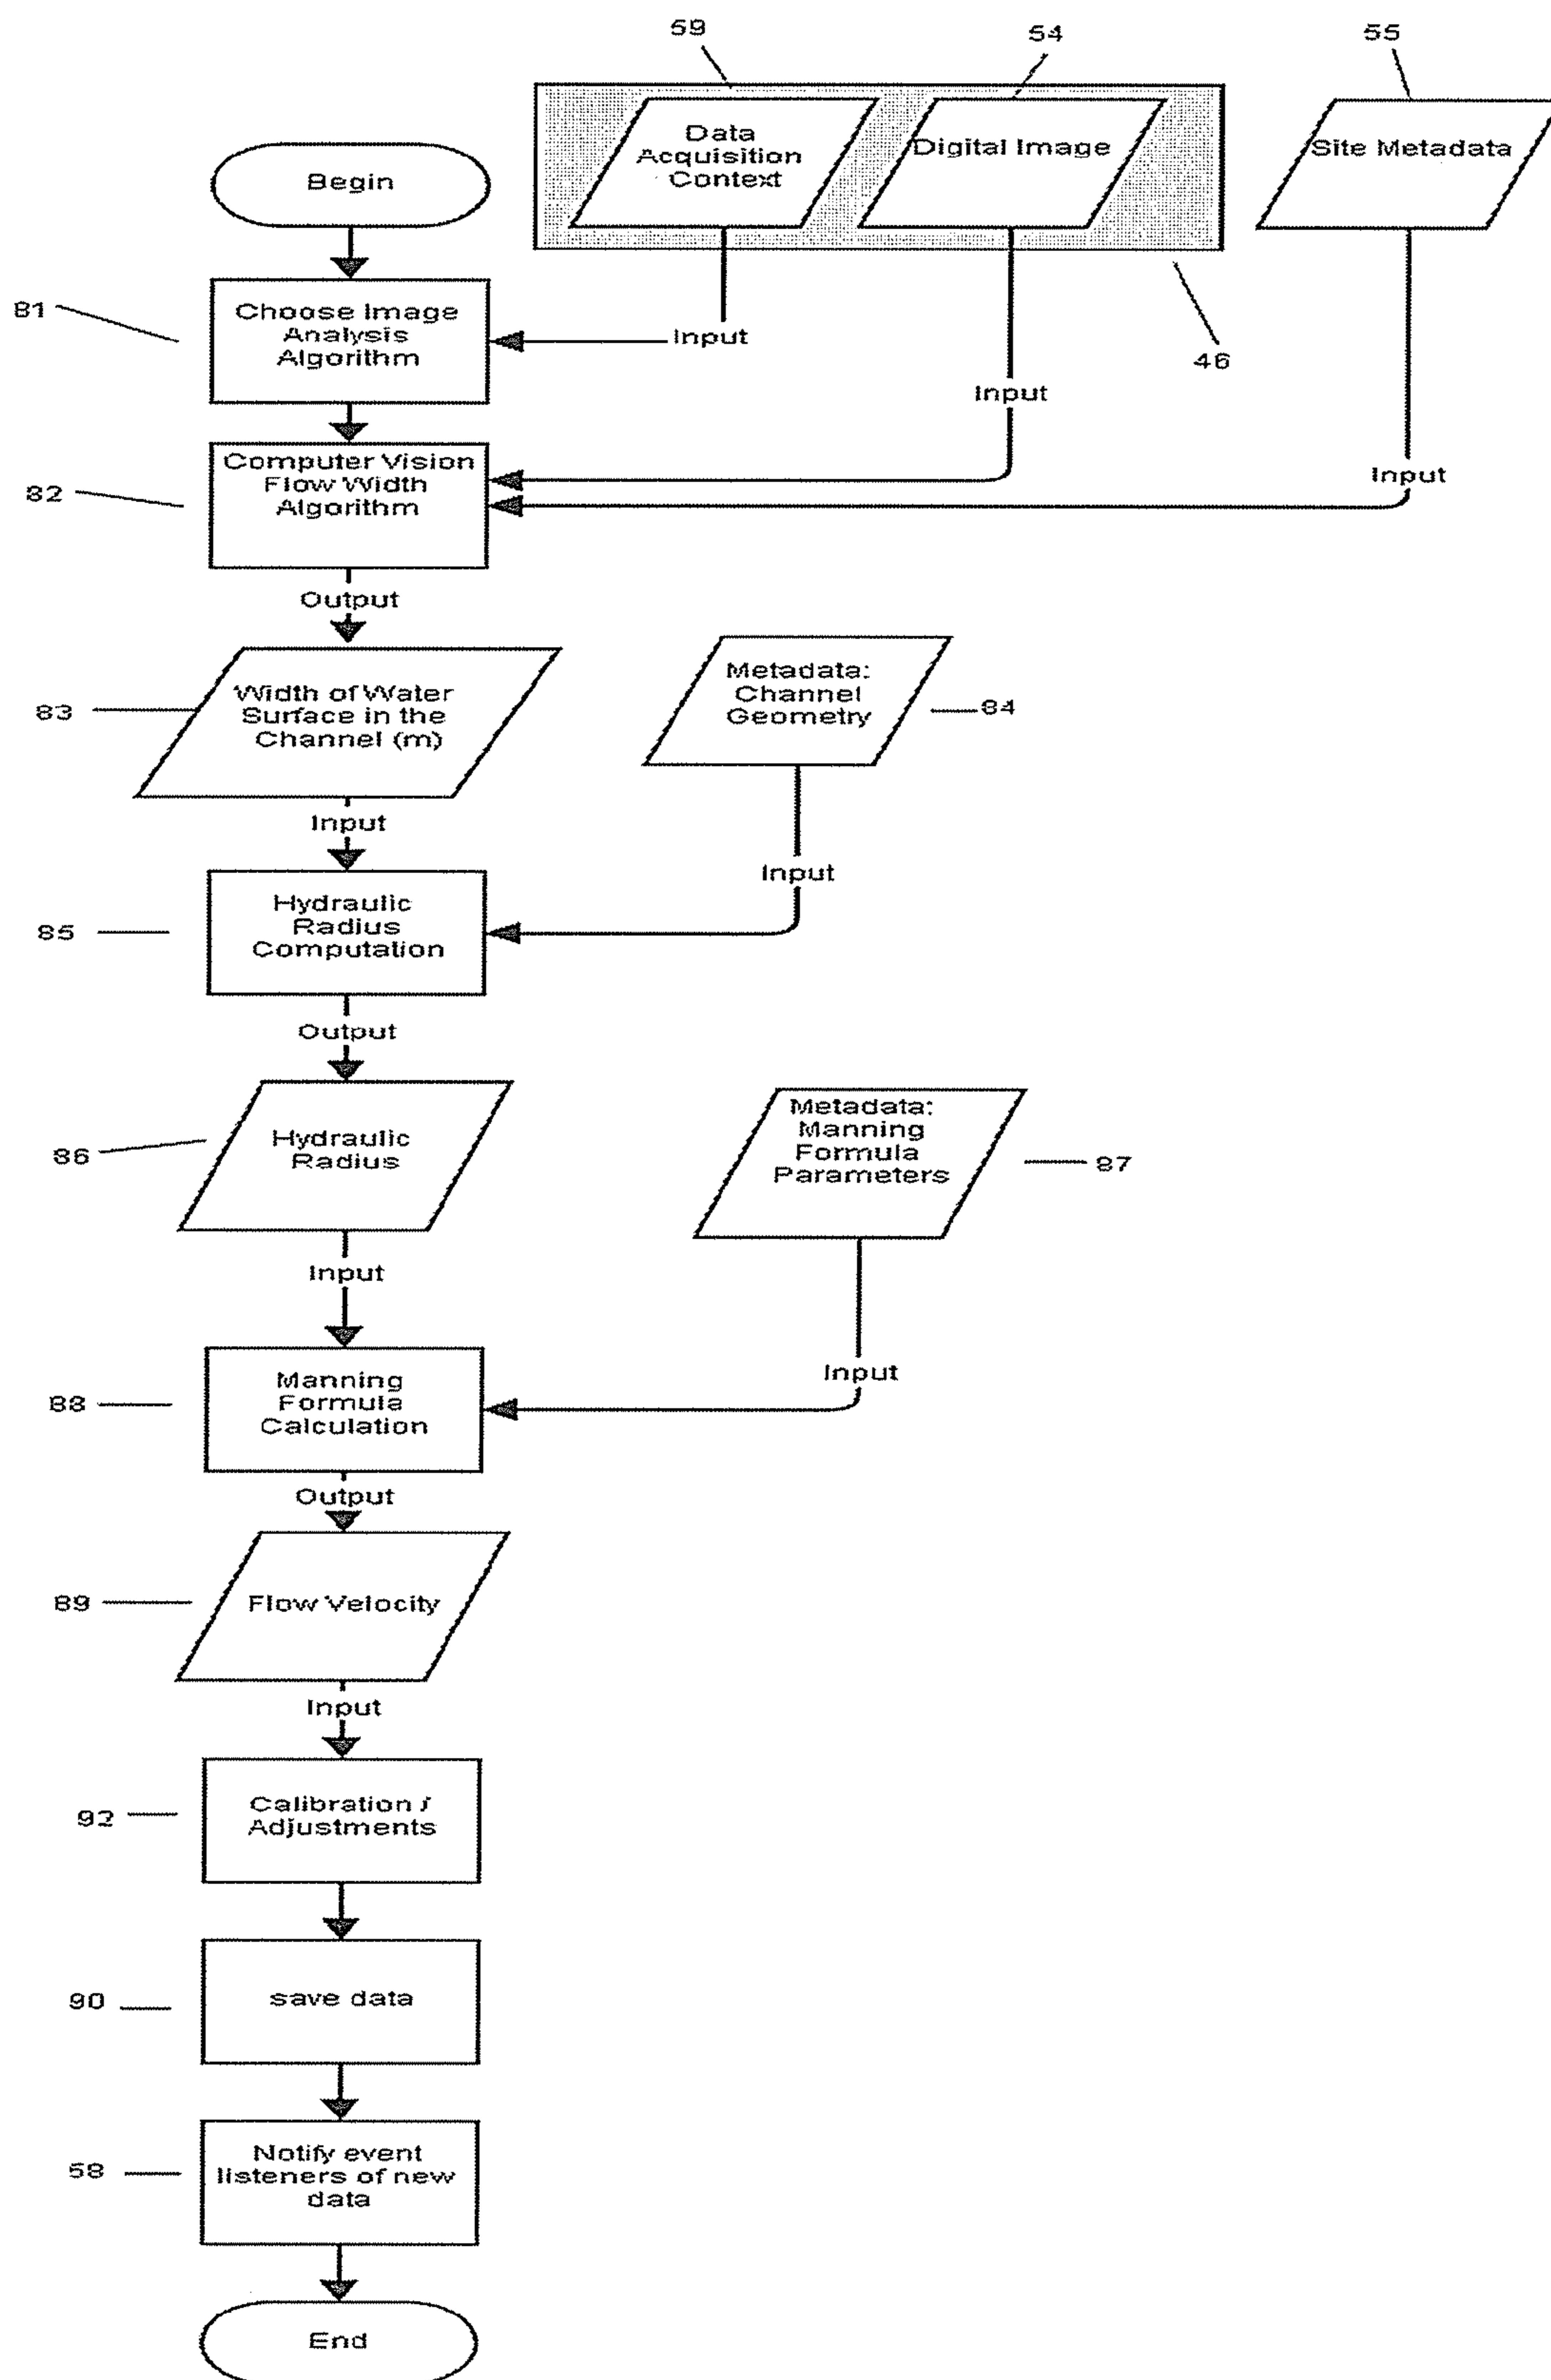 59
54
55
Data
Acquisition
Context
Digital Image
Site Metadata
Begin
81
Choose Image
Analysis
Algorithm
Input
46
Input
Input
82
Computer Vision
Flow Width
Algorithm
Output
83
Width of Water
Surface in the
Channel (m)
Metadata:
Channel
Geometry
84
Input
Input
85
Hydraulic
Radius
Computation
Output
86
Hydraulic
Radius
Metadata:
Manning
Formula
Parameters
87
Input
Input
88
Manning
Formula
Calculation
Output
89
Flow Velocity
Input
92
Calibration /
Adjustments
90
save data
58
Notify event
listeners of new
data
End